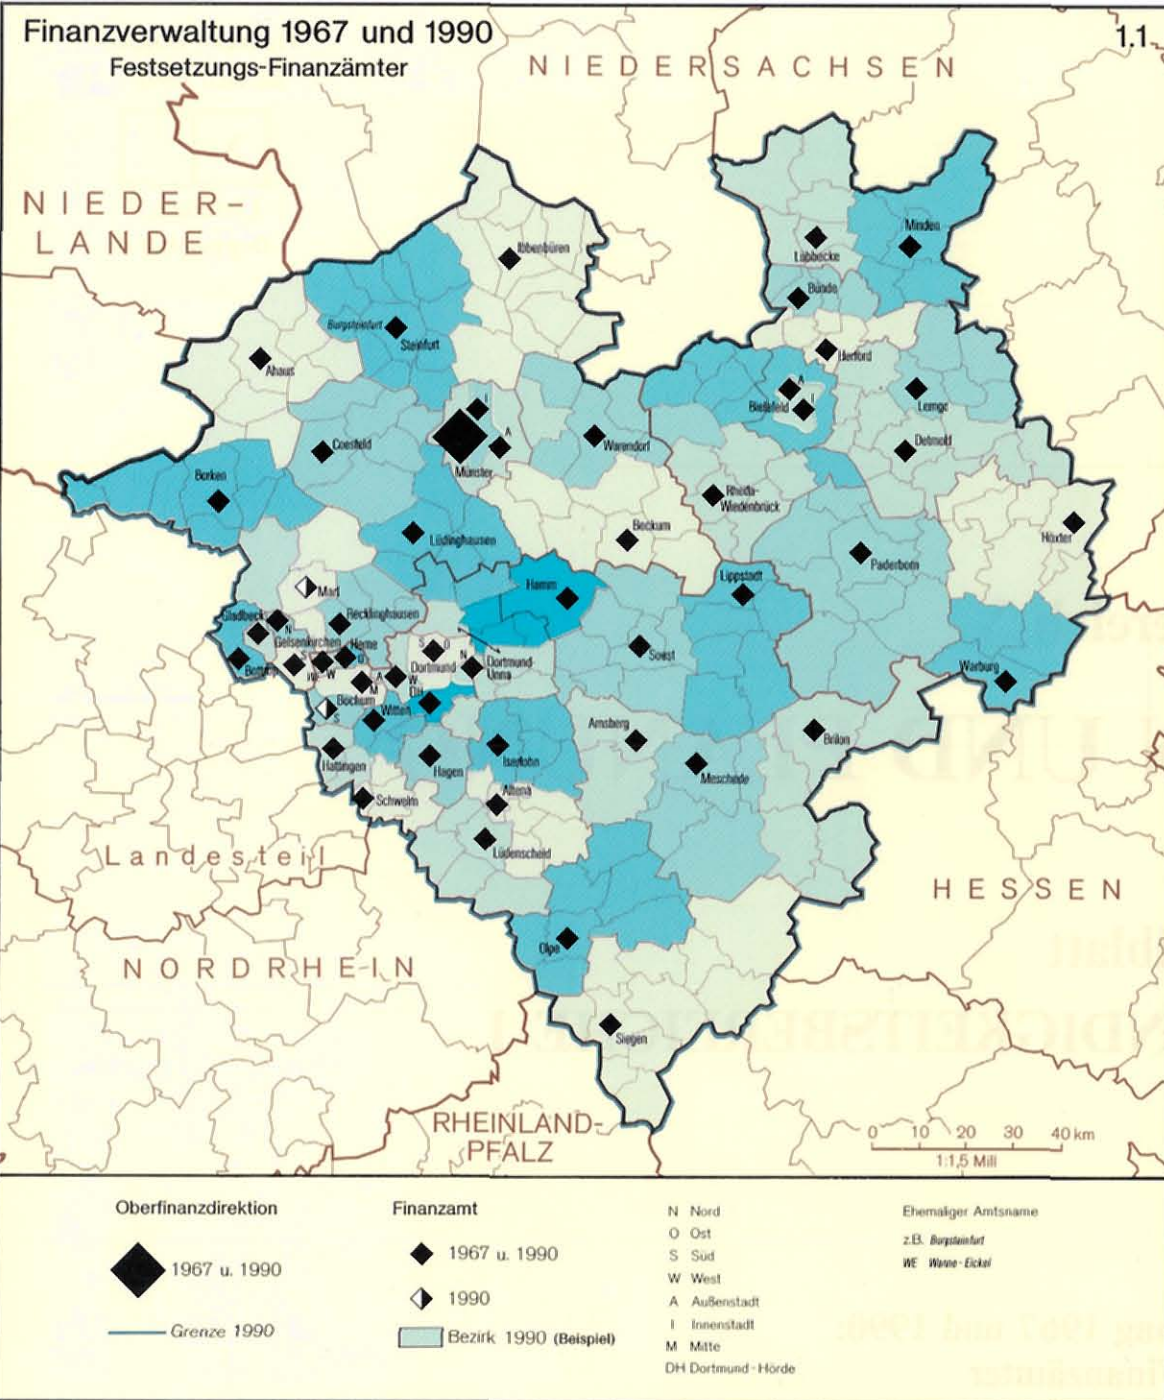 Finanzverwaltung 1967 und 1990
1.1
Festsetzungs-Finanzämter
NIEDERSACHSEN
NIEDER-
LANDE
Ibbenbüren
Minden
Lübbecke
Bünde
Burgsteinfurt
Steinfurt
Herford
Ahaus
A
Bielefeld
I
Lemgo
I
A
Münster
Coesfeld
Warendorf
Detmold
Borken
Rheda-
Wiedenbrück
Beckum
Höxter
Lüdinghausen
Paderborn
Hamm
Lippstadt
Marl
Gladbeck
N
Recklinghausen
Gelsenkirchen
Herne
S
O
Dortmund
N
Dortmund-
Unna
Soest
Bottrop
S
WE
W
O
M
A
W
DH
Warburg
Bochum
S
Witten
Arnsberg
Brilon
Hattingen
Hagen
Iserlohn
Meschede
Schwelm
Altena
Lüdenscheid
Landesteil
HESSEN
Olpe
NORDRHEIN
Siegen
RHEINLAND-
PFALZ
0 10 20 30 40 km
1:1,5 Mill
Oberfinanzdirektion
1967 u. 1990
Grenze 1990
Finanzamt
1967 u. 1990
1990
Bezirk 1990 (Beispiel)
N Nord
O Ost
S Süd
W West
A Außenstadt
I Innenstadt
M Mitte
DH Dortmund-Hörde
Ehemaliger Amtsname
z.B. Burgsteinfurt
WE Wanne-Eickel